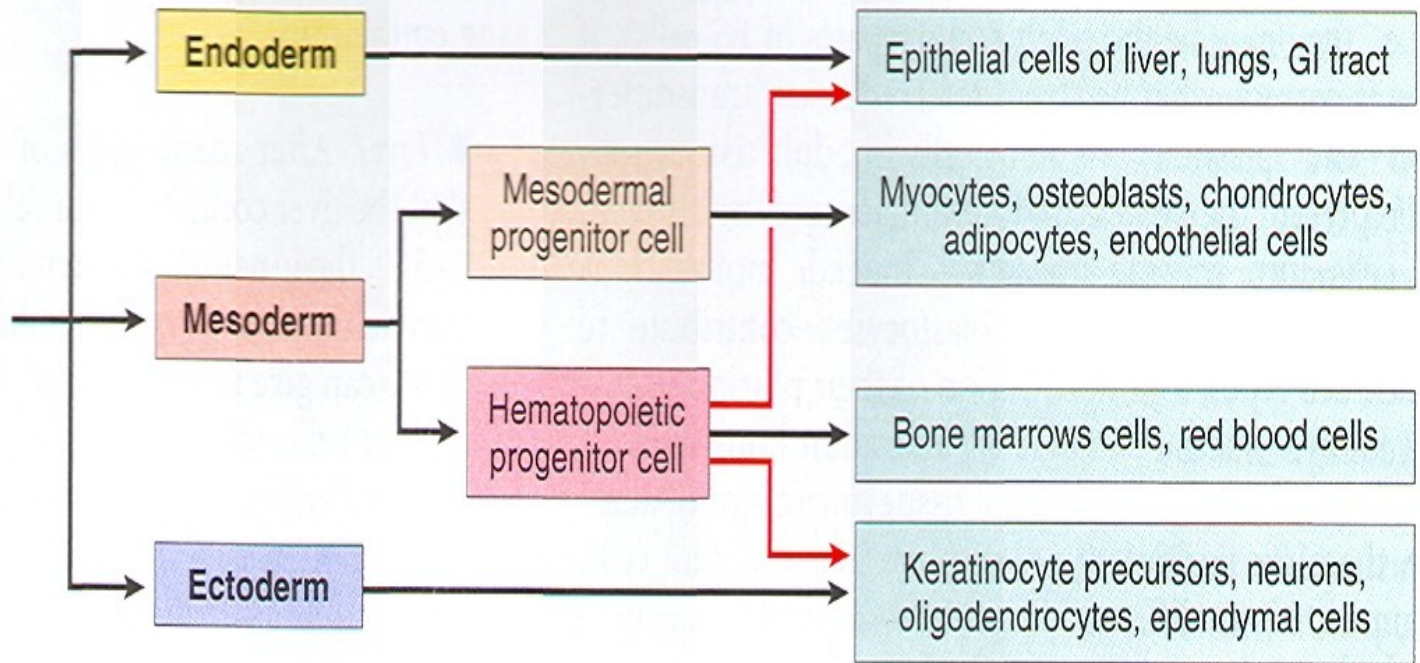 Endoderm
Epithelial cells of liver, lungs, GI tract
Mesodermal
progenitor cell
Myocytes, osteoblasts, chondrocytes,
adipocytes, endothelial cells
Mesoderm
Hematopoietic
progenitor cell
Bone marrows cells, red blood cells
Ectoderm
Keratinocyte precursors, neurons,
oligodendrocytes, ependymal cells